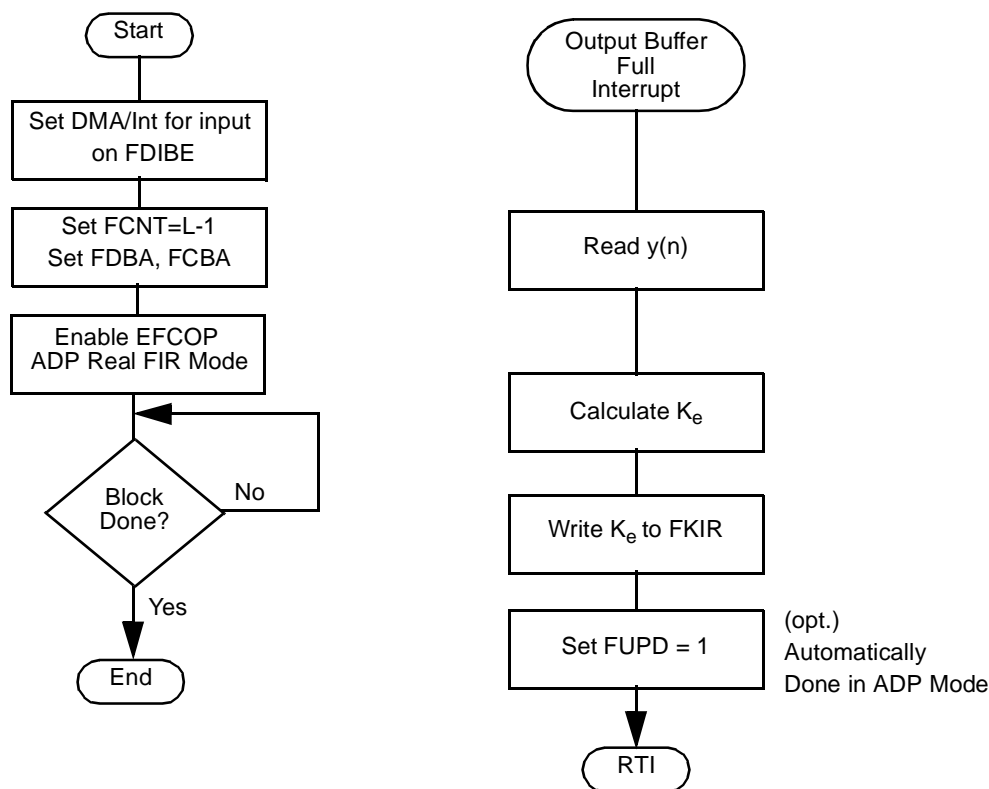 Start
Set DMA/Int for input
on FDIBE
Set FCNT=L-1
Set FDBA, FCBA
Enable EFCOP
ADP Real FIR Mode
Block
Done?
No
Yes
End
Output Buffer
Full
Interrupt
Read y(n)
Calculate Ke
Write Ke to FKIR
Set FUPD = 1
(opt.)
Automatically
Done in ADP Mode
RTI